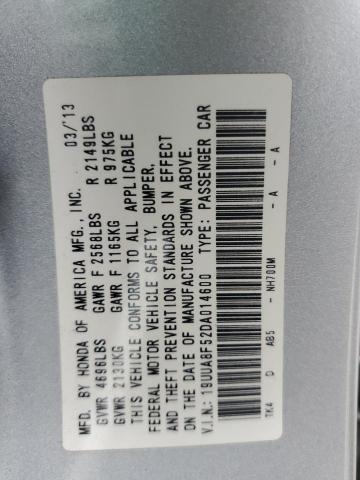 MFD. BY HONDA OF AMERICA MFG., INC. 03/'13
GVWR 4696LBS GAWR F 2568LBS R 2149LBS
GVWR 2130KG GAWR F 1165KG R 975KG
THIS VEHICLE CONFORMS TO ALL APPLICABLE
FEDERAL MOTOR VEHICLE SAFETY, BUMPER,
AND THEFT PREVENTION STANDARDS IN EFFECT
ON THE DATE OF MANUFACTURE SHOWN ABOVE.
V.I.N.: 19UUA8F52DA014600 TYPE: PASSENGER CAR
TK4 D AB5 - NH700M - A - A